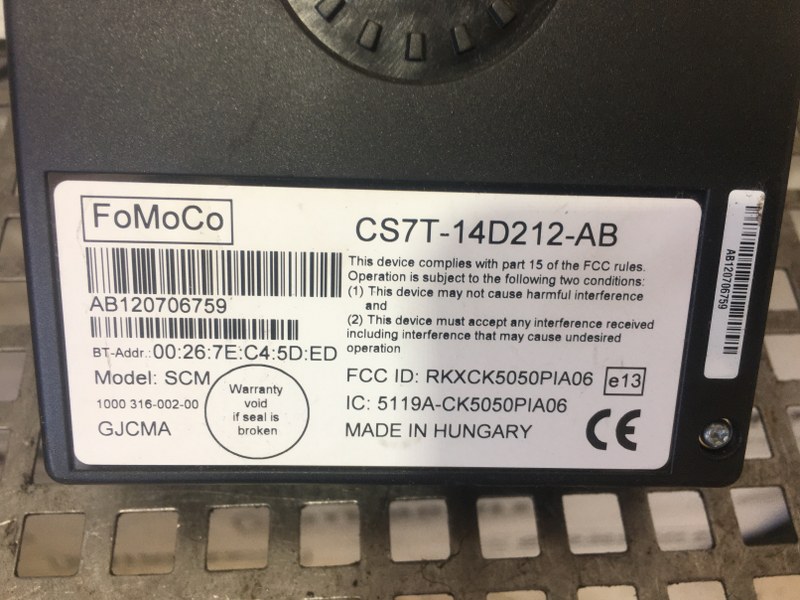 FoMoCo
CS7T-14D212-AB
AB120706759
This device complies with part 15 of the FCC rules.
Operation is subject to the following two conditions:
(1) This device may not cause harmful interference
and
(2) This device must accept any interference received
including interference that may cause undesired
operation
BT-Addr.:00:26:7E:C4:5D:ED
Model: SCM
1000 316-002-00
GJCMA
Warranty
void
if seal is
broken
FCC ID: RKXCK5050PIA06 e13
IC: 5119A-CK5050PIA06
MADE IN HUNGARY
CE
AB120706759